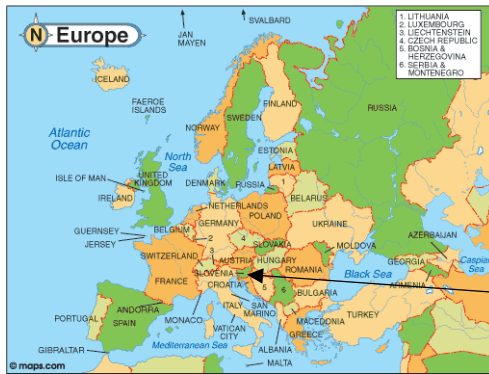 N Europe
JAN
MAYEN
SVALBARD
1. LITHUANIA
2. LUXEMBOURG
3. LIECHTENSTEIN
4. CZECH REPUBLIC
5. BOSNIA &
HERZEGOVINA
6. SERBIA &
MONTENEGRO
ICELAND
FAEROE
ISLANDS
FINLAND
RUSSIA
SWEDEN
NORWAY
Atlantic
Ocean
ESTONIA
North
Sea
LATVIA
ISLE OF MAN
UNITED
KINGDOM
DENMARK
RUSSIA
1
IRELAND
BELARUS
NETHERLANDS
POLAND
GUERNSEY
JERSEY
BELGIUM
GERMANY
UKRAINE
2
4
SLOVAKIA
MOLDOVA
AZERBAIJAN
SWITZERLAND
3
AUSTRIA
HUNGARY
GEORGIA
Caspian
Sea
SLOVENIA
ROMANIA
Black Sea
FRANCE
CROATIA
5
6
ARMENIA
BULGARIA
ANDORRA
ITALY
SAN
MARINO
PORTUGAL
SPAIN
MONACO
VATICAN
CITY
MACEDONIA
TURKEY
GREECE
Mediterranean Sea
ALBANIA
GIBRALTAR
MALTA
© maps.com